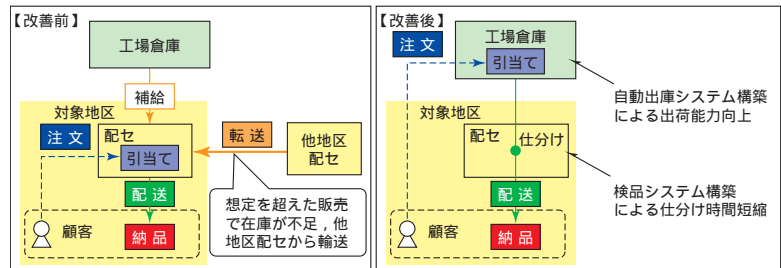 【改善前】
工場倉庫
補給
対象地区
注 文
配セ
引当て
転 送
他地区
配セ
配 送
想定を超えた販売
で在庫が不足，他
地区配セから輸送
顧客
納 品
【改善後】
注 文
工場倉庫
引当て
自動出庫システム構築
による出荷能力向上
対象地区
配セ
仕分け
検品システム構築
による仕分け時間短縮
配 送
顧客
納 品